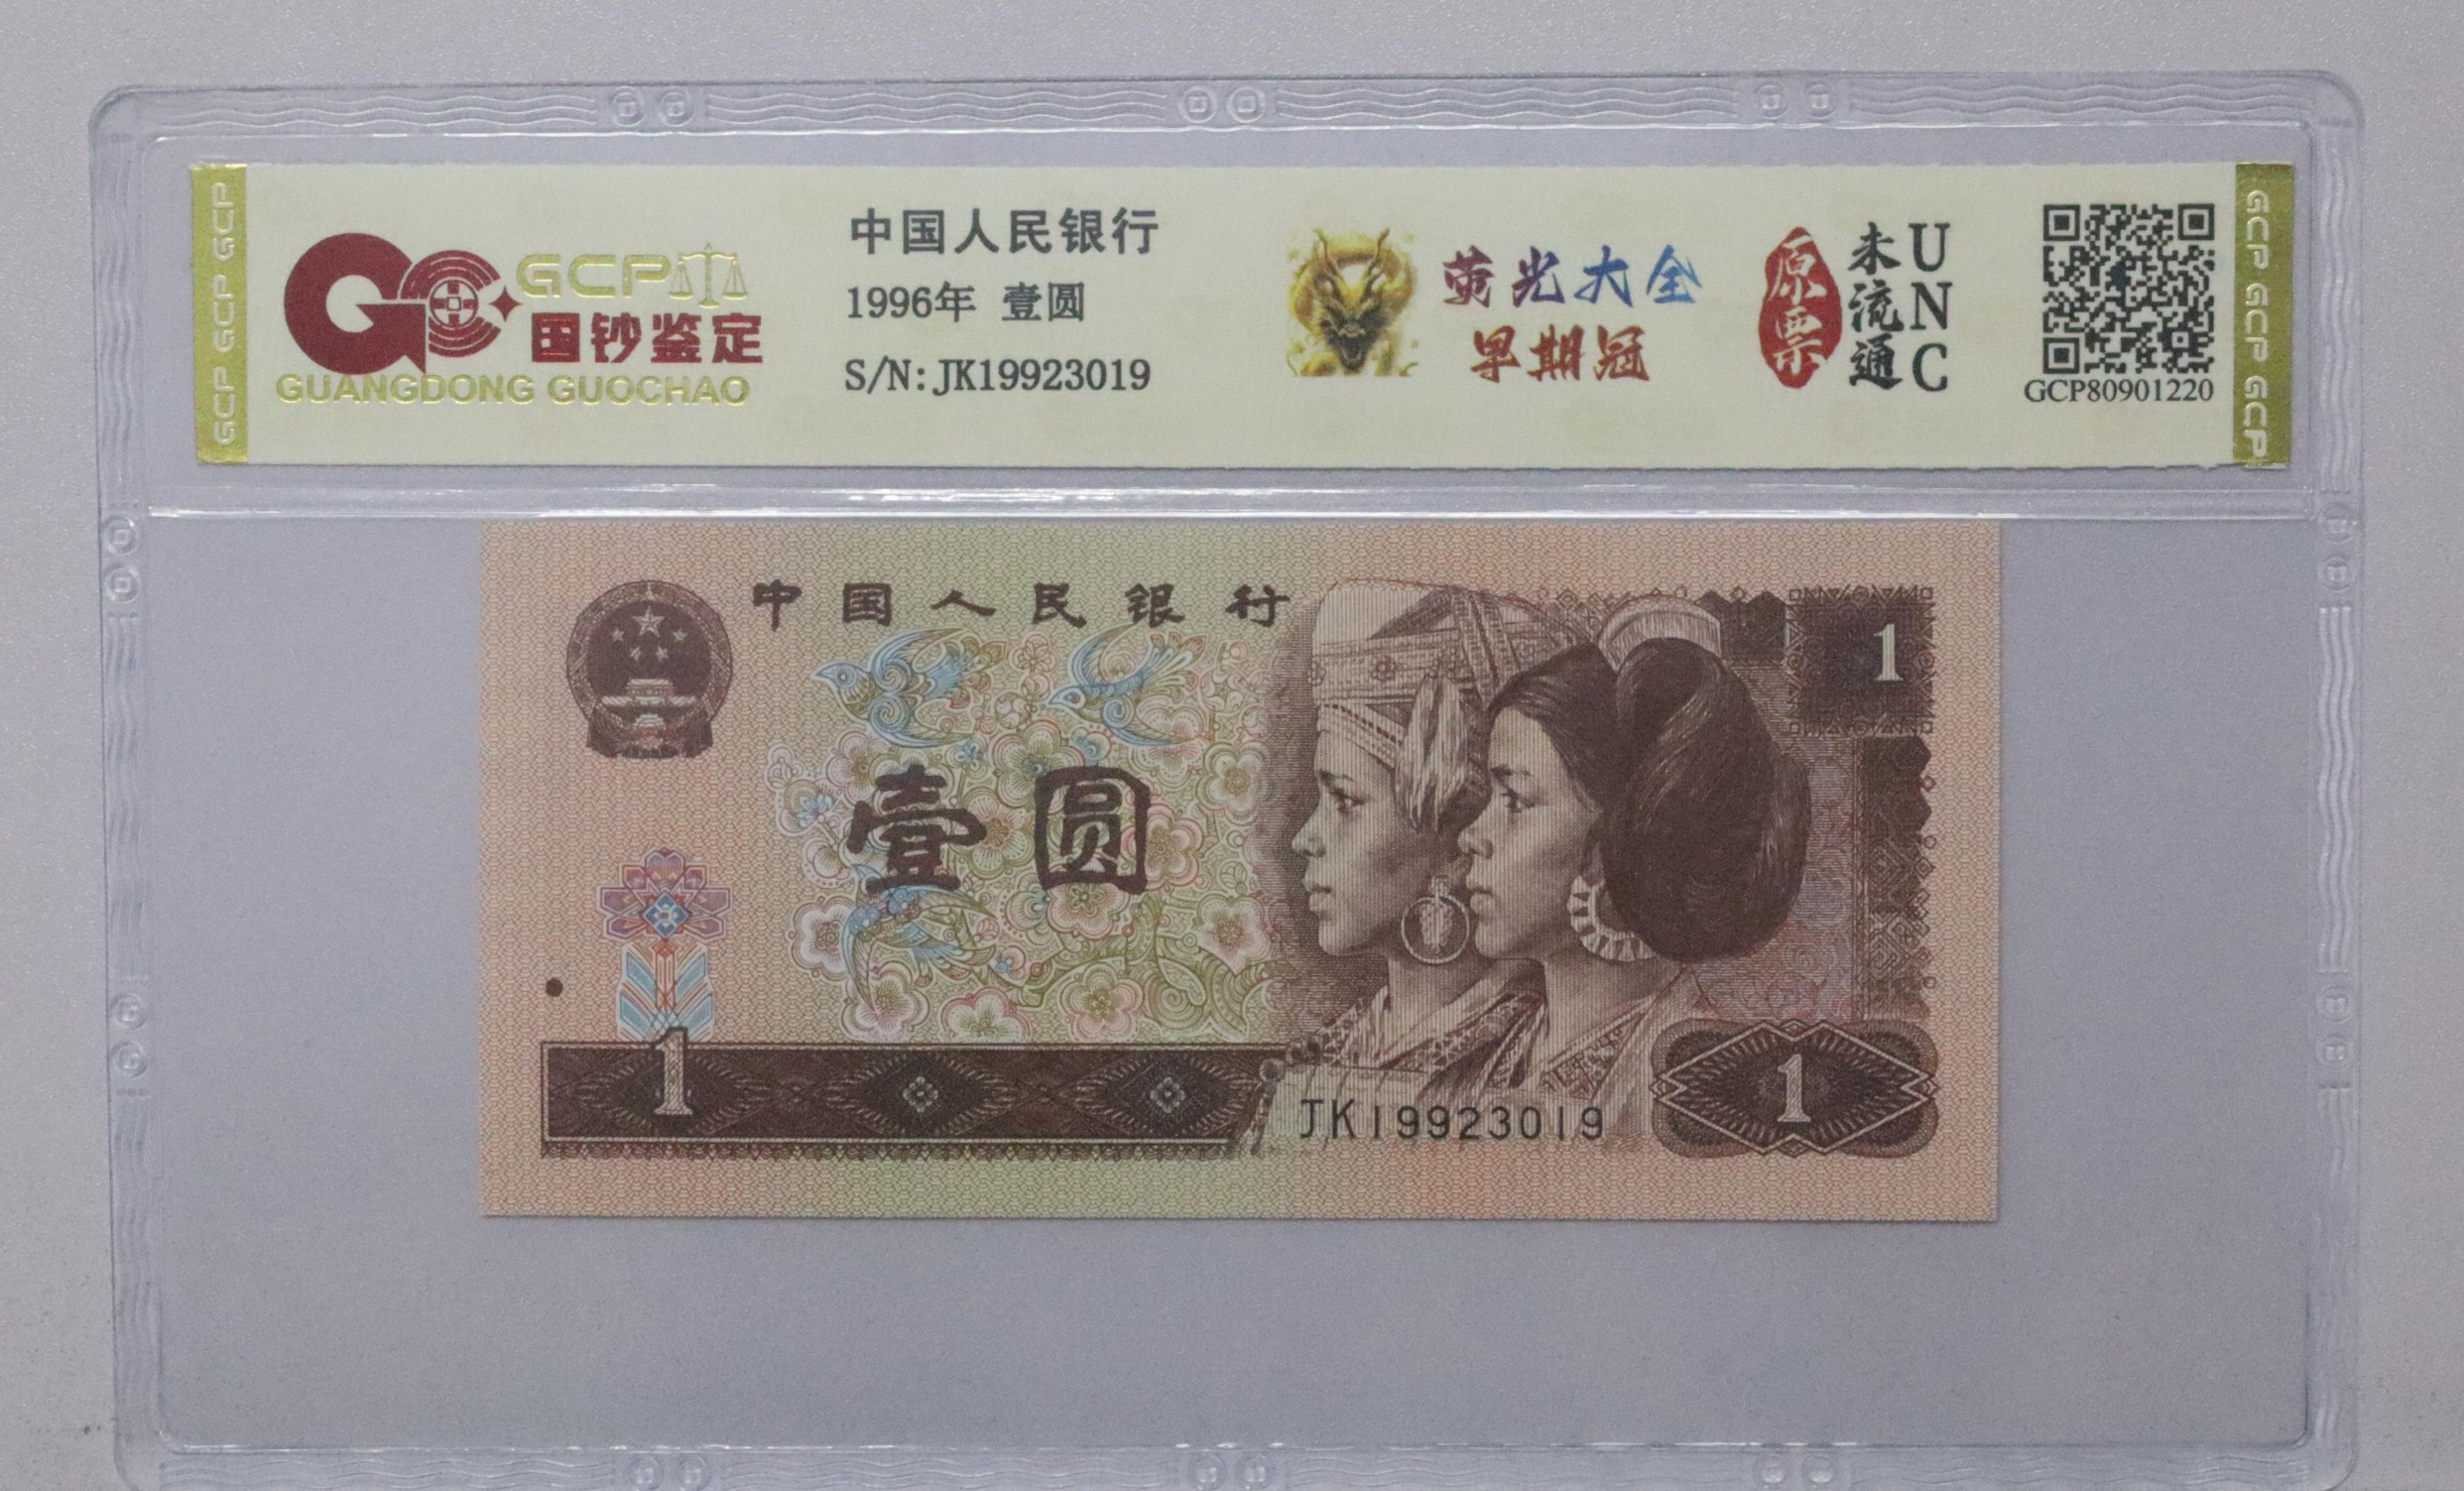 GCP GCP GCP
GCP
国钞鉴定
GUANGDONG GUOCHAO
中国人民银行
1996年 壹圆
S/N:JK19923019
荧光大全
早期冠
原票
未流通
UNC
GCP80901220
GCP GCP GCP
中国人民银行
1
壹圆
1
JK19923019
1